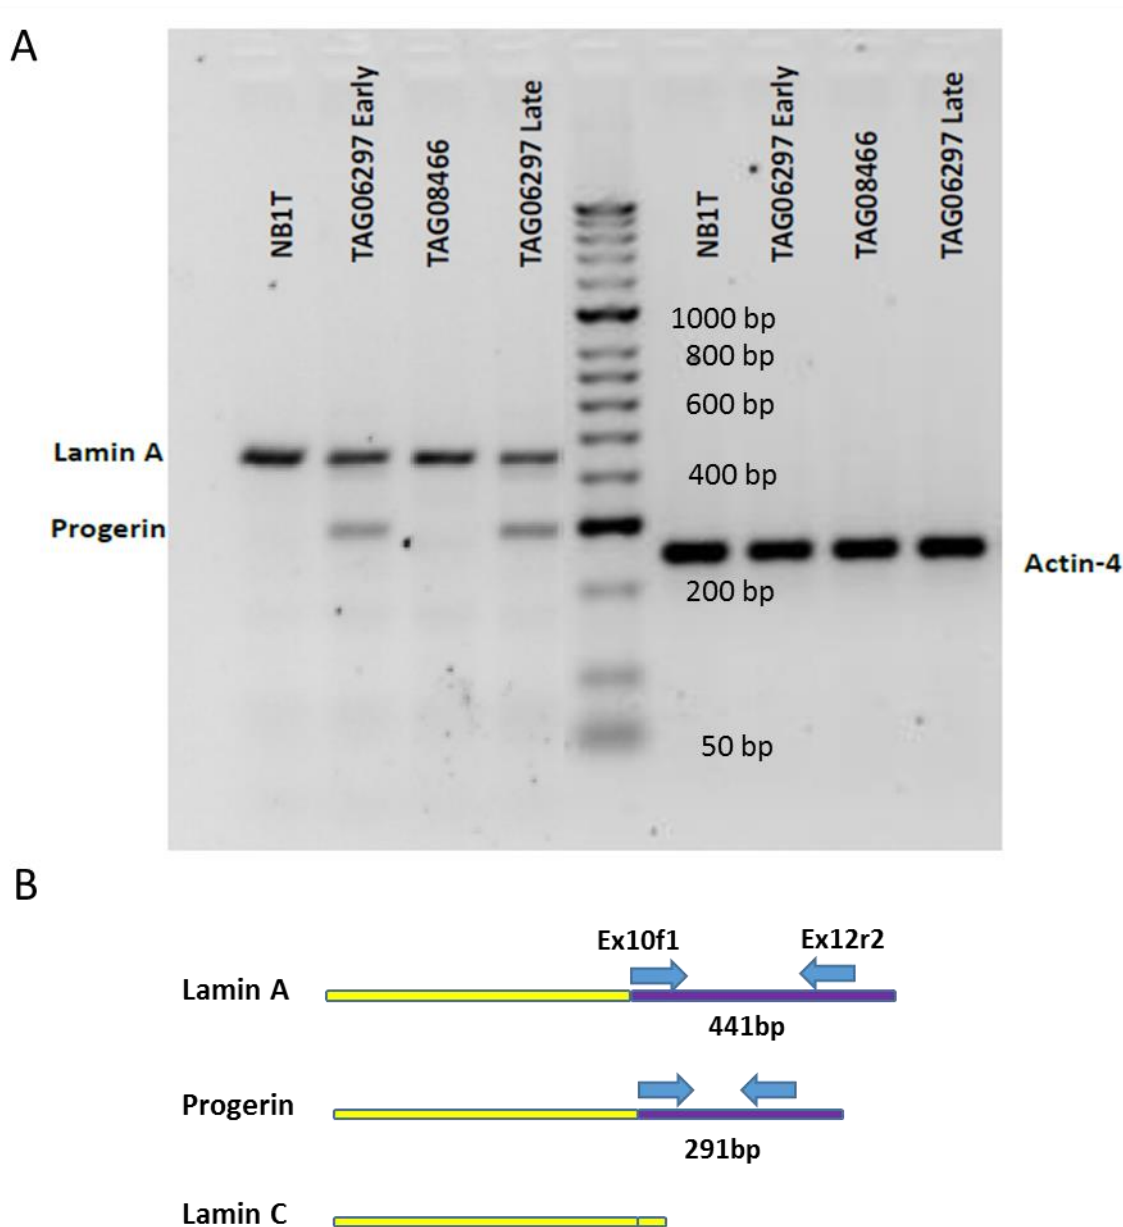 A
NB1T
TAG06297 Early
TAG08466
TAG06297 Late
NB1T
TAG06297 Early
TAG08466
TAG06297 Late
1000 bp
800 bp
600 bp
Lamin A
400 bp
Progerin
Actin-4
200 bp
50 bp
B
Ex10f1 Ex12r2
Lamin A
441bp
Progerin
291bp
Lamin C